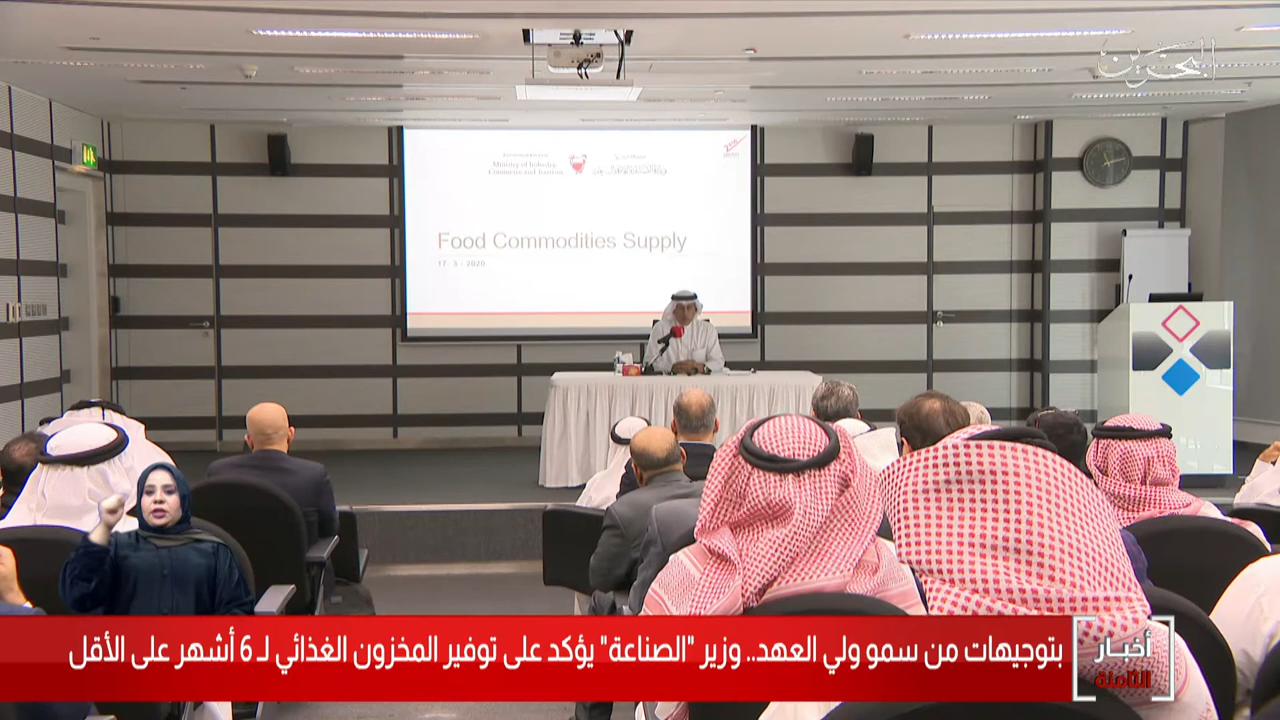 البحرين
Ministry of Industry,
Commerce and Tourism
Food Commodities Supply
17 - 3 - 2020
بتوجيهات من سمو ولي العهد.. وزير "الصناعة" يؤكد على توفير المخزون الغذائي لـ 6 أشهر على الأقل
أخبار
الثامنة